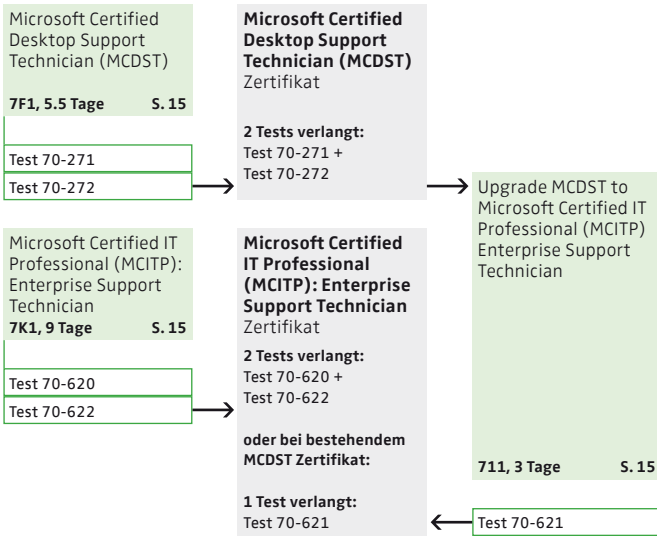 Microsoft Certified
Desktop Support
Technician (MCDST)
7F1, 5.5 Tage S. 15
Test 70-271
Test 70-272
Microsoft Certified
Desktop Support
Technician (MCDST)
Zertifikat
2 Tests verlangt:
Test 70-271 +
Test 70-272
Upgrade MCDST to
Microsoft Certified IT
Professional (MCITP)
Enterprise Support
Technician
711, 3 Tage S. 15
Test 70-621
Microsoft Certified IT
Professional (MCITP):
Enterprise Support
Technician
7K1, 9 Tage S. 15
Test 70-620
Test 70-622
Microsoft Certified
IT Professional
(MCITP): Enterprise
Support Technician
Zertifikat
2 Tests verlangt:
Test 70-620 +
Test 70-622
oder bei bestehendem
MCDST Zertifikat:
1 Test verlangt:
Test 70-621